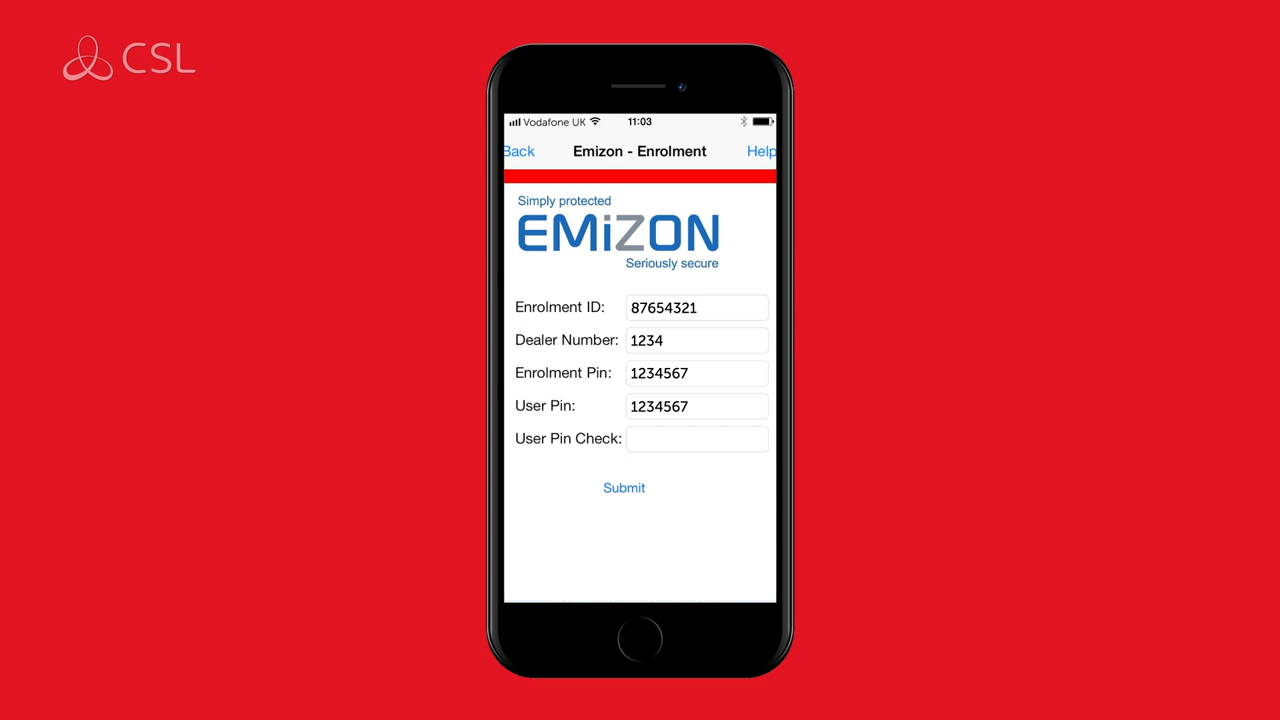 CSL
Vodafone UK
11:03
Back
Emizon - Enrolment
Help
Simply protected
EMiZON
Seriously secure
Enrolment ID: 87654321
Dealer Number: 1234
Enrolment Pin: 1234567
User Pin: 1234567
User Pin Check:
Submit